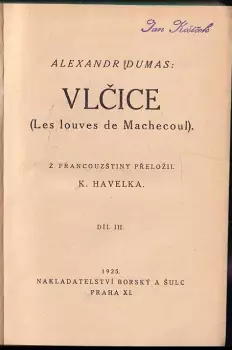 Jan Košťek
ALEXANDR DUMAS:
VLČICE
(Les louves de Machecoul).
Z FRANCOUZŠTINY PŘELOŽIL
K. HAVELKA.
DÍL III.
1925.
NAKLADATELSTVÍ BORSKÝ A ŠULC
PRAHA XI.